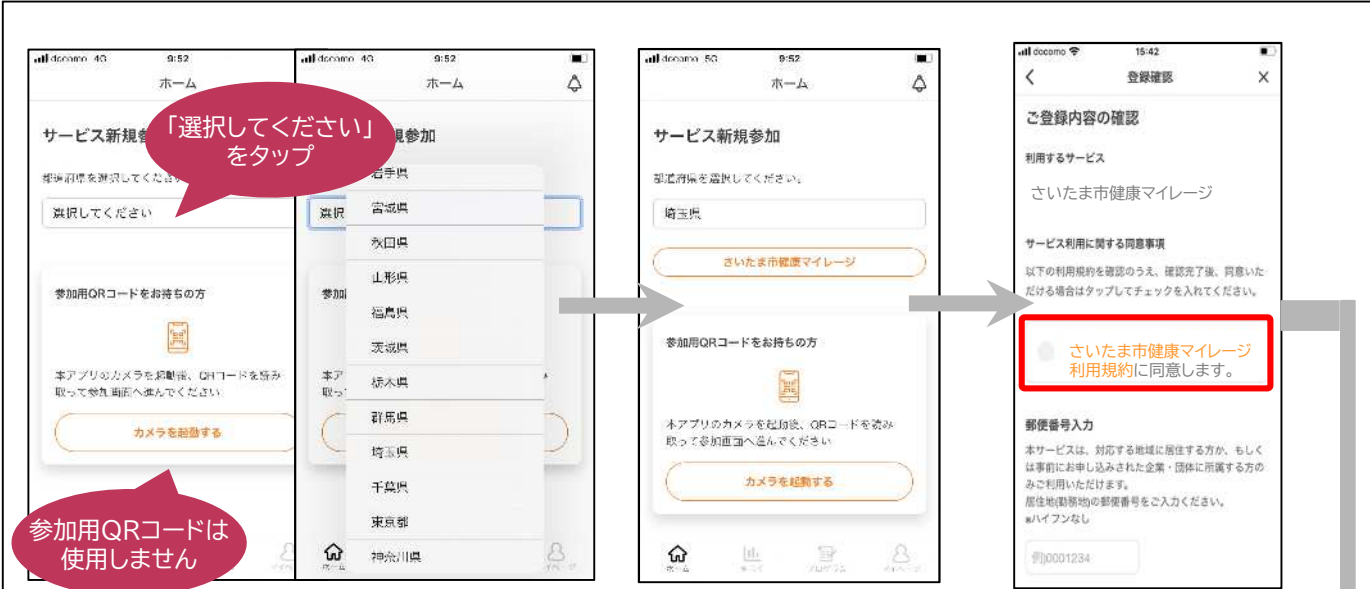 docomo 4G 9:52
ホーム
サービス新規参
「選択してください」
をタップ
都道府県を選択してくださ
選択してください
参加用QRコードをお持ちの方
本アプリのカメラを起動後、QRコードを読み
取って参加画面へ進んでください
カメラを起動する
参加用QRコードは
使用しません
docomo 4G 9:52
ホーム
規参加
選択
岩手県
宮城県
秋田県
山形県
福島県
茨城県
栃木県
群馬県
埼玉県
千葉県
東京都
神奈川県
参加
本ア
取っ
ホーム
docomo 5G 9:52
ホーム
サービス新規参加
都道府県を選択してください。
埼玉県
さいたま市健康マイレージ
参加用QRコードをお持ちの方
本アプリのカメラを起動後、QRコードを読み
取って参加画面へ進んでください
カメラを起動する
ホーム
プログラム
マイページ
docomo 15:42
登録確認
ご登録内容の確認
利用するサービス
さいたま市健康マイレージ
サービス利用に関する同意事項
以下の利用規約を確認のうえ、確認完了後、同意いた
だける場合はタップしてチェックを入れてください。
さいたま市健康マイレージ
利用規約に同意します。
郵便番号入力
本サービスは、対応する地域に居住する方か、もしく
は事前にお申し込みされた企業・団体に所属する方の
みご利用いただけます。
居住地(勤務地)の郵便番号をご入力ください。
※ハイフンなし
例)0001234